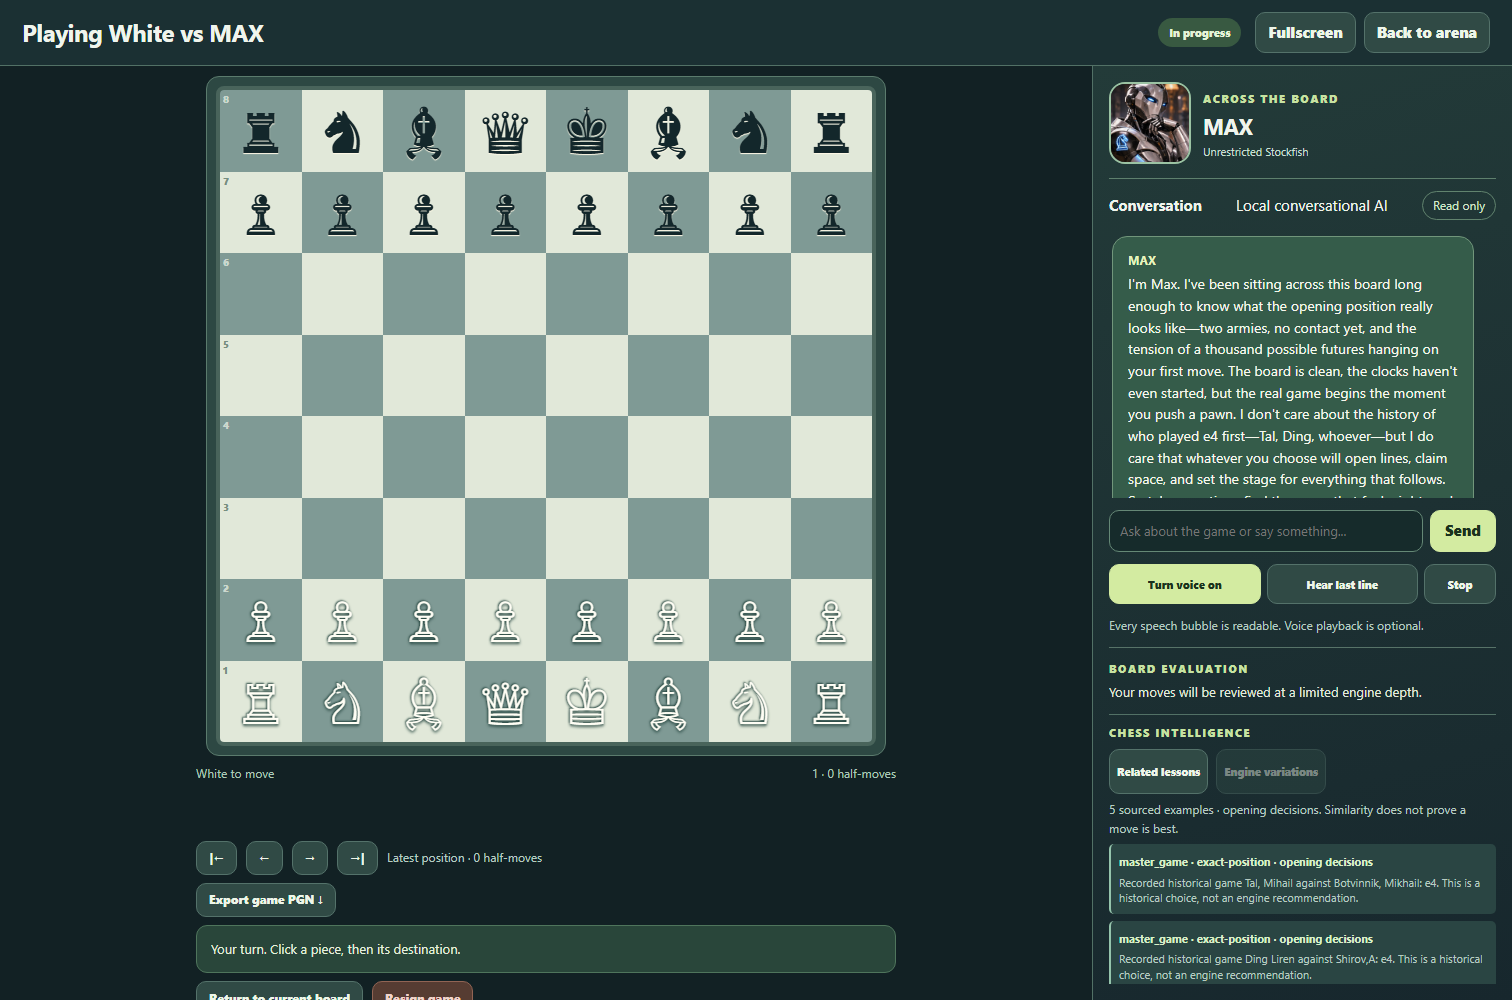 Playing White vs MAX
In progress
Fullscreen
Back to arena
8
7
6
5
4
3
2
1
White to move
1 · 0 half-moves
|←
←
→
→|
Latest position · 0 half-moves
Export game PGN ↓
Your turn. Click a piece, then its destination.
Return to current board
Resign game
ACROSS THE BOARD
MAX
Unrestricted Stockfish
Conversation
Local conversational AI
Read only
MAX
I'm Max. I've been sitting across this board long
enough to know what the opening position really
looks like—two armies, no contact yet, and the
tension of a thousand possible futures hanging on
your first move. The board is clean, the clocks haven't
even started, but the real game begins the moment
you push a pawn. I don't care about the history of
who played e4 first—Tal, Ding, whoever—but I do
care that whatever you choose will open lines, claim
space, and set the stage for everything that follows.
Ask about the game or say something...
Send
Turn voice on
Hear last line
Stop
Every speech bubble is readable. Voice playback is optional.
BOARD EVALUATION
Your moves will be reviewed at a limited engine depth.
CHESS INTELLIGENCE
Related lessons
Engine variations
5 sourced examples · opening decisions. Similarity does not prove a
move is best.
master_game · exact-position · opening decisions
Recorded historical game Tal, Mihail against Botvinnik, Mikhail: e4. This is a
historical choice, not an engine recommendation.
master_game · exact-position · opening decisions
Recorded historical game Ding Liren against Shirov,A: e4. This is a historical
choice, not an engine recommendation.